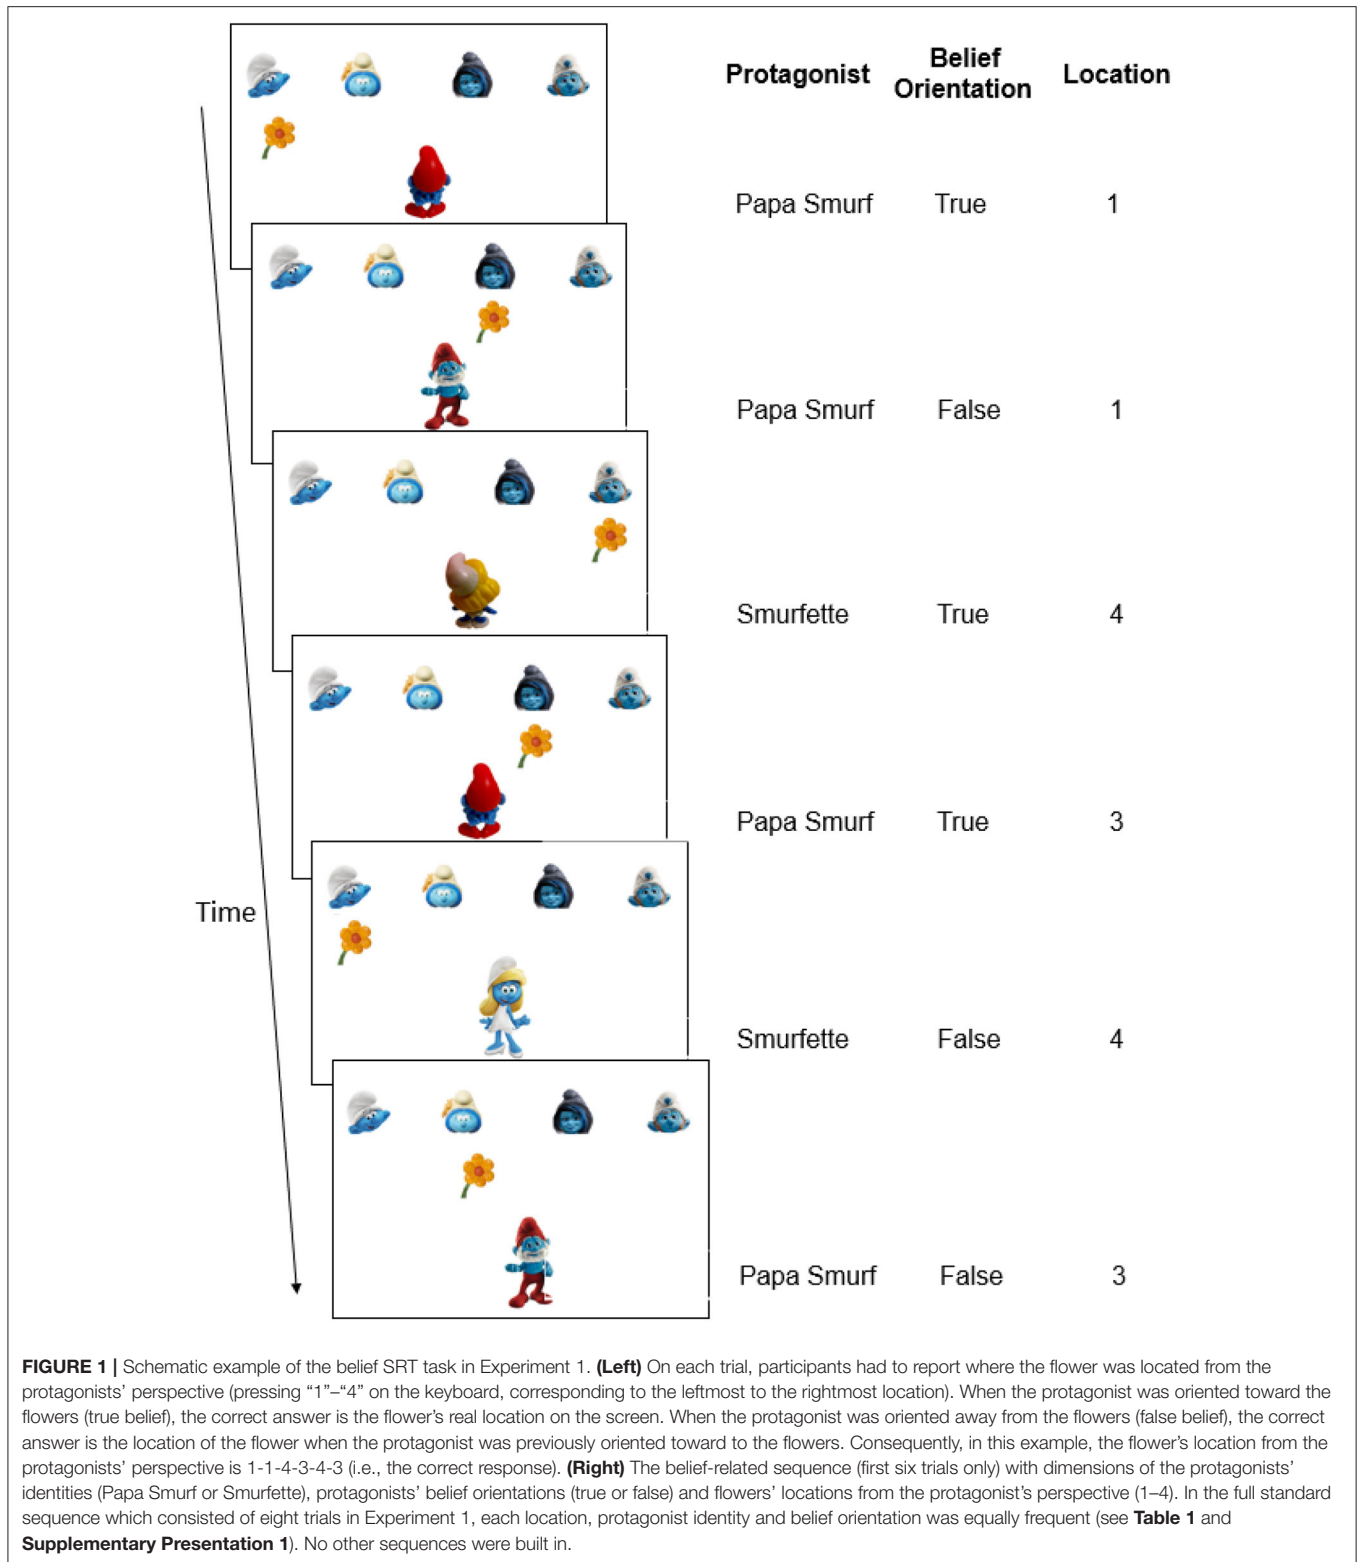 Protagonist Belief Orientation Location
Papa Smurf True 1
Papa Smurf False 1
Smurfette True 4
Papa Smurf True 3
Time
Smurfette False 4
Papa Smurf False 3
FIGURE 1 | Schematic example of the belief SRT task in Experiment 1. (Left) On each trial, participants had to report where the flower was located from the
protagonists’ perspective (pressing “1”–“4” on the keyboard, corresponding to the leftmost to the rightmost location). When the protagonist was oriented toward the
flowers (true belief), the correct answer is the flower’s real location on the screen. When the protagonist was oriented away from the flowers (false belief), the correct
answer is the location of the flower when the protagonist was previously oriented toward to the flowers. Consequently, in this example, the flower’s location from the
protagonists’ perspective is 1-1-4-3-4-3 (i.e., the correct response). (Right) The belief-related sequence (first six trials only) with dimensions of the protagonists’
identities (Papa Smurf or Smurfette), protagonists’ belief orientations (true or false) and flowers’ locations from the protagonist’s perspective (1–4). In the full standard
sequence which consisted of eight trials in Experiment 1, each location, protagonist identity and belief orientation was equally frequent (see Table 1 and
Supplementary Presentation 1). No other sequences were built in.